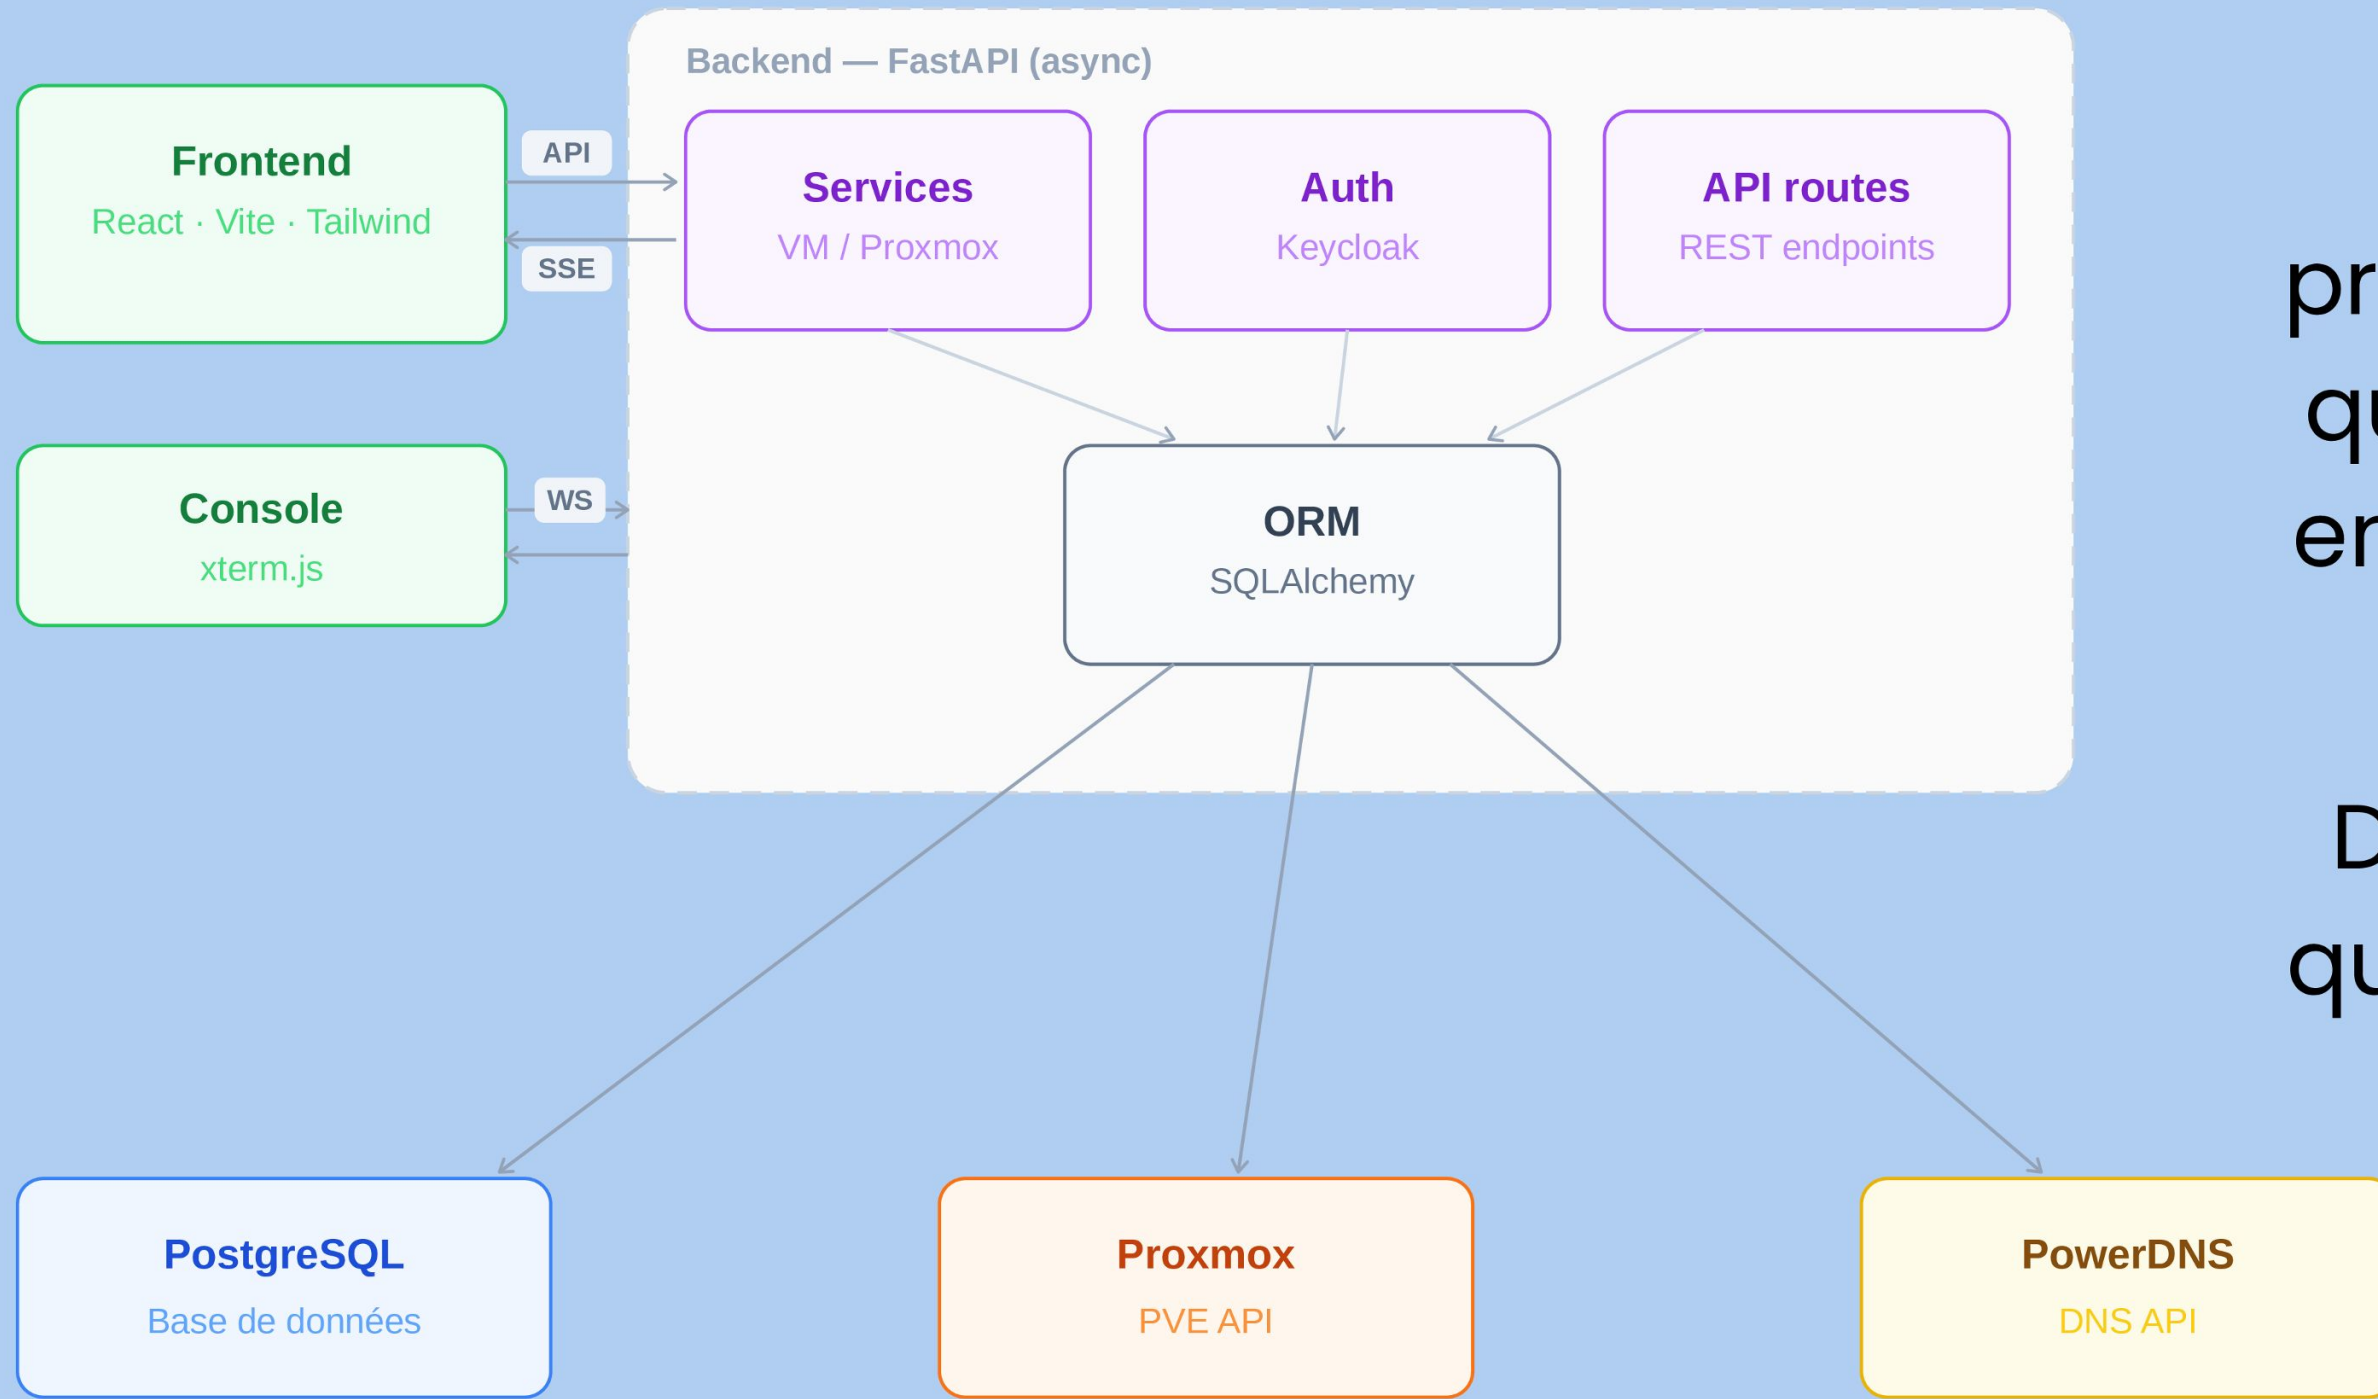 Backend — FastAPI (async)
Frontend
React · Vite · Tailwind
API
SSE
Services
VM / Proxmox
Auth
Keycloak
API routes
REST endpoints
Console
xterm.js
WS
ORM
SQLAlchemy
PostgreSQL
Base de données
Proxmox
PVE API
PowerDNS
DNS API